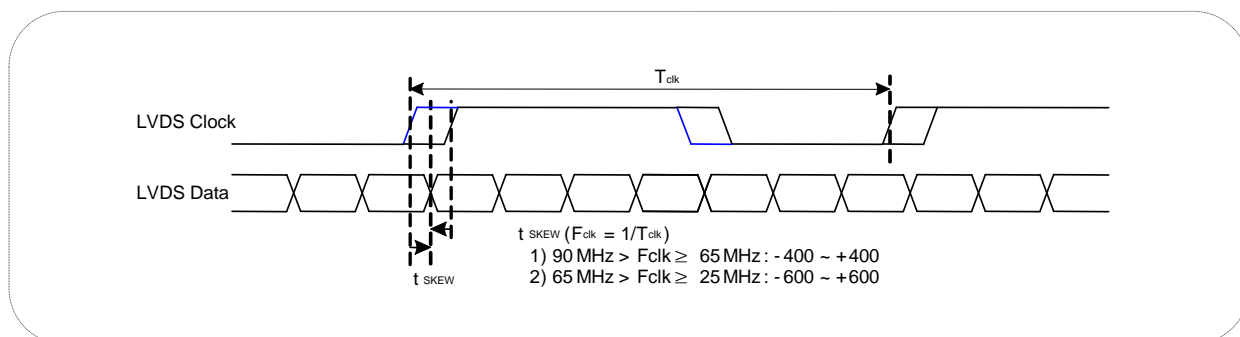 Tclk
LVDS Clock
LVDS Data
t SKEW (Fclk = 1/Tclk)
1) 90 MHz > Fclk ≥ 65 MHz : -400 ~ +400
2) 65 MHz > Fclk ≥ 25 MHz : -600 ~ +600
t SKEW